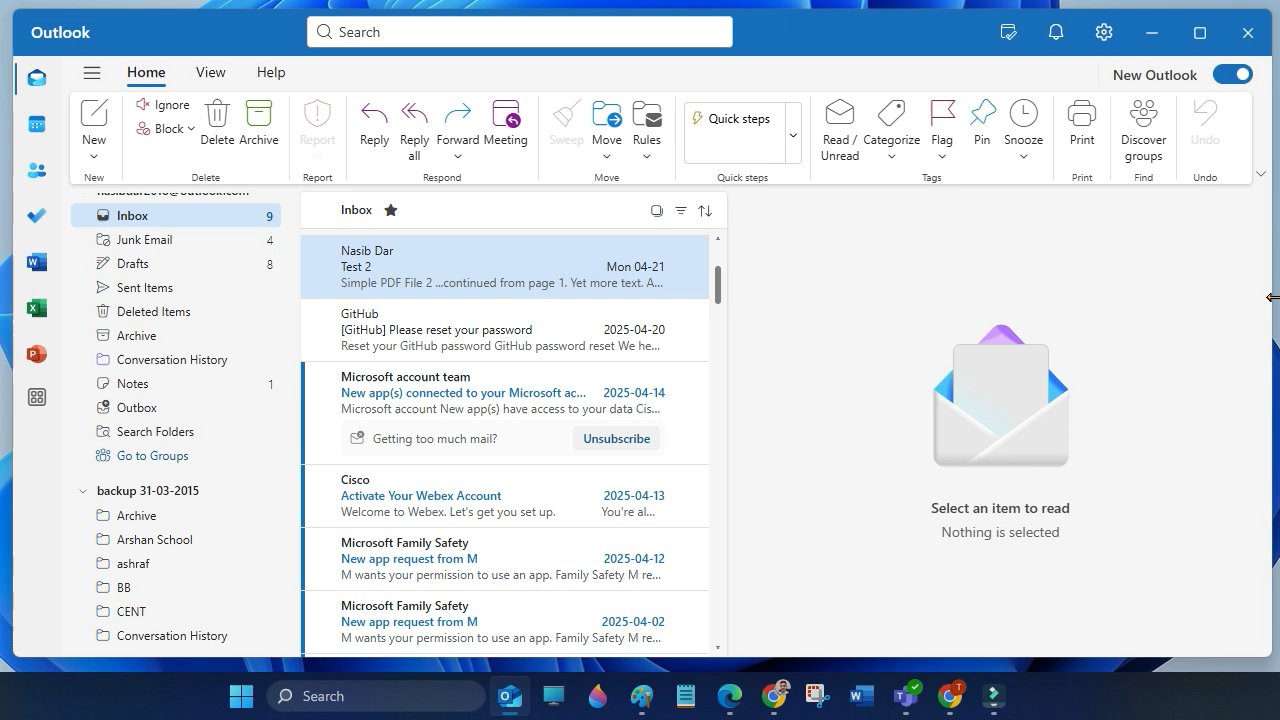 Outlook
Search
Home
View
Help
New Outlook
New
Ignore
Block
Delete
Archive
Report
Reply
Reply all
Forward
Meeting
Sweep
Move
Rules
Quick steps
Read / Unread
Categorize
Flag
Pin
Snooze
Print
Discover groups
Undo
New
Delete
Report
Respond
Move
Quick steps
Tags
Print
Find
Undo
Inbox 9
Junk Email 4
Drafts 8
Sent Items
Deleted Items
Archive
Conversation History
Notes 1
Outbox
Search Folders
Go to Groups
backup 31-03-2015
Archive
Arshan School
ashraf
BB
CENT
Conversation History
Inbox
Nasib Dar
Test 2 Mon 04-21
Simple PDF File 2 ...continued from page 1. Yet more text. A...
GitHub
[GitHub] Please reset your password 2025-04-20
Reset your GitHub password GitHub password reset We he...
Microsoft account team
New app(s) connected to your Microsoft ac... 2025-04-14
Microsoft account New app(s) have access to your data Cis...
Getting too much mail? Unsubscribe
Cisco
Activate Your Webex Account 2025-04-13
Welcome to Webex. Let's get you set up. You're al...
Microsoft Family Safety
New app request from M 2025-04-12
M wants your permission to use an app. Family Safety M re...
Microsoft Family Safety
New app request from M 2025-04-02
M wants your permission to use an app. Family Safety M re...
Select an item to read
Nothing is selected
Search